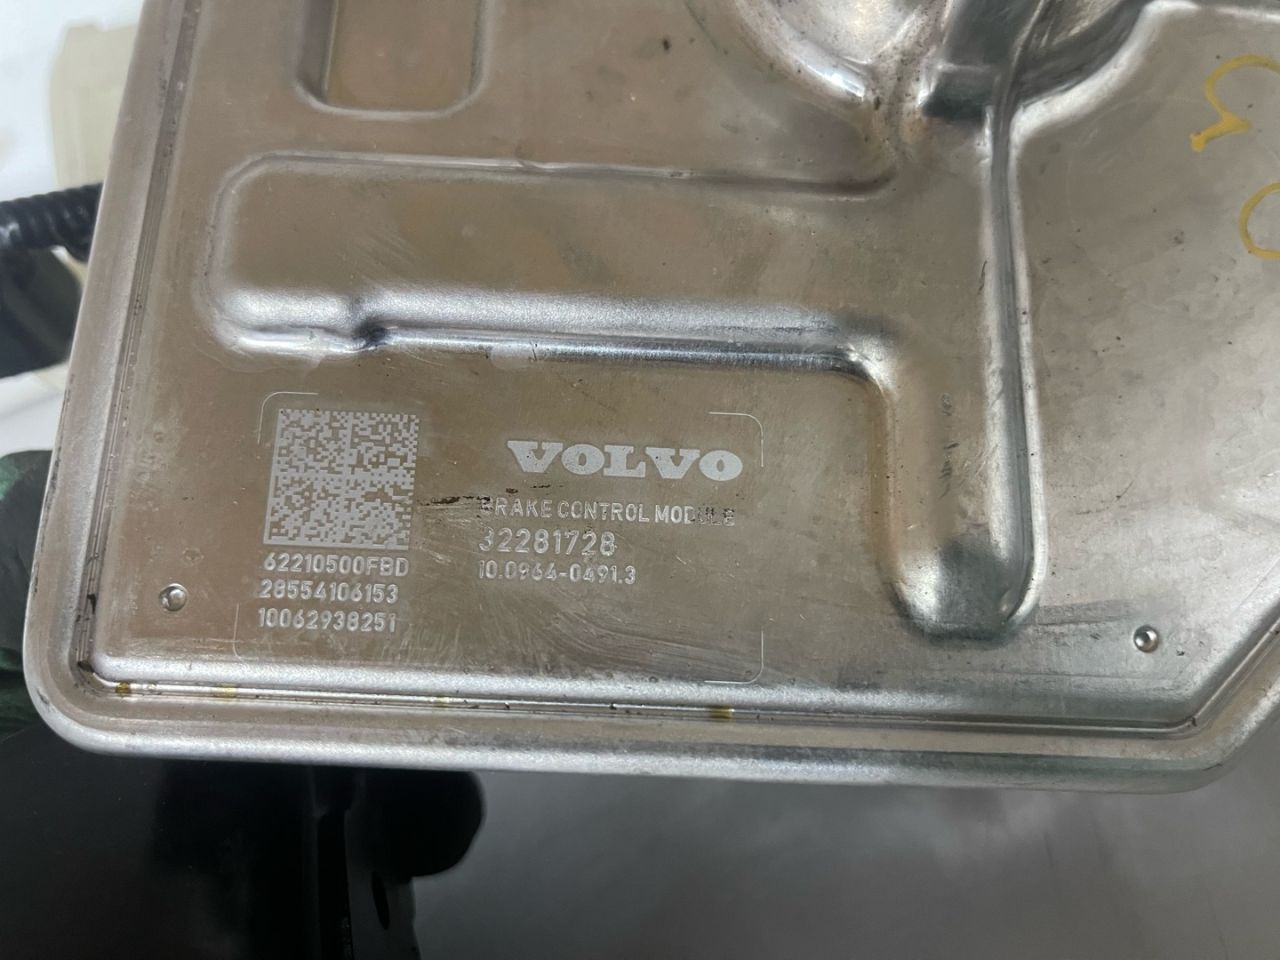 VOLVO
BRAKE CONTROL MODULE
32281728
10.0964-0491.3
62210500FBD
28554106153
10062938251